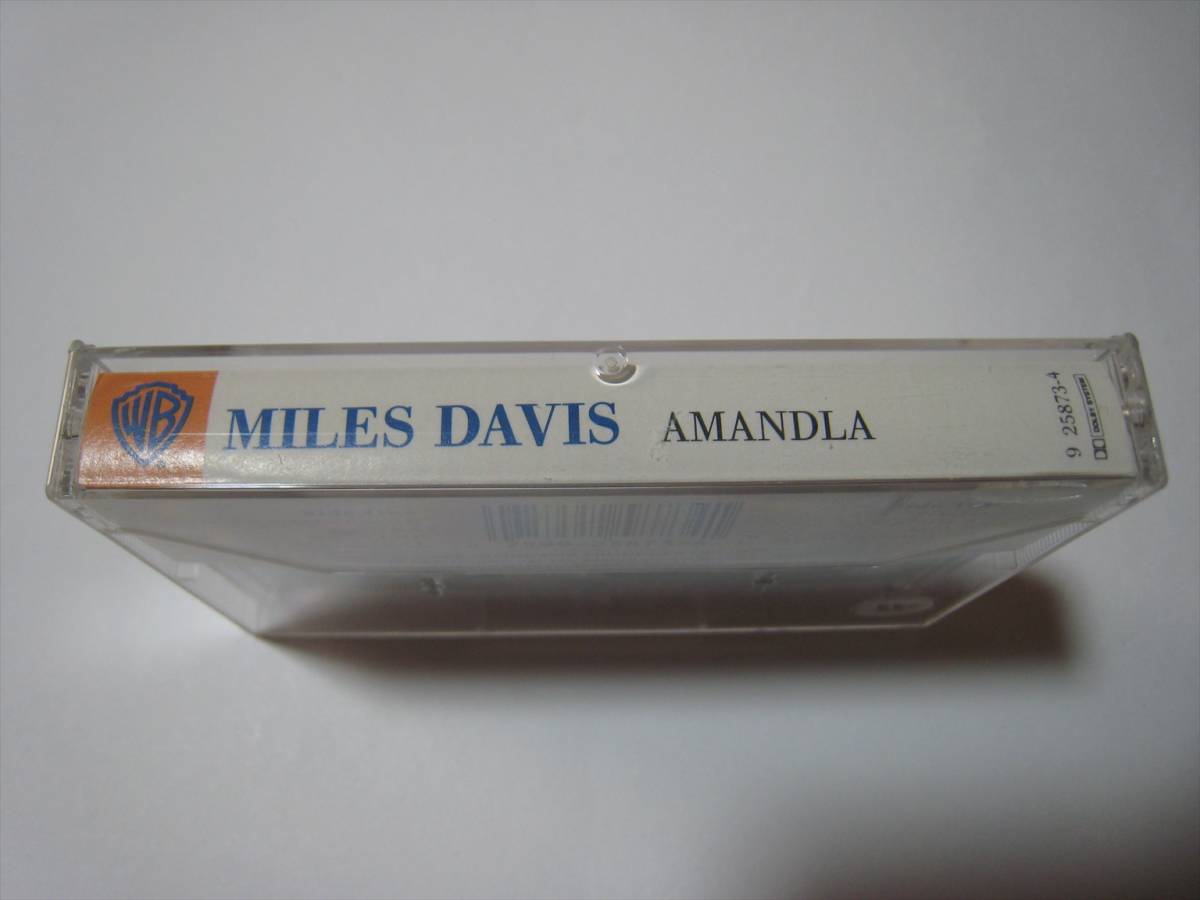 WB
MILES DAVIS AMANDLA
9 25873-4
DOLBY SYSTEM